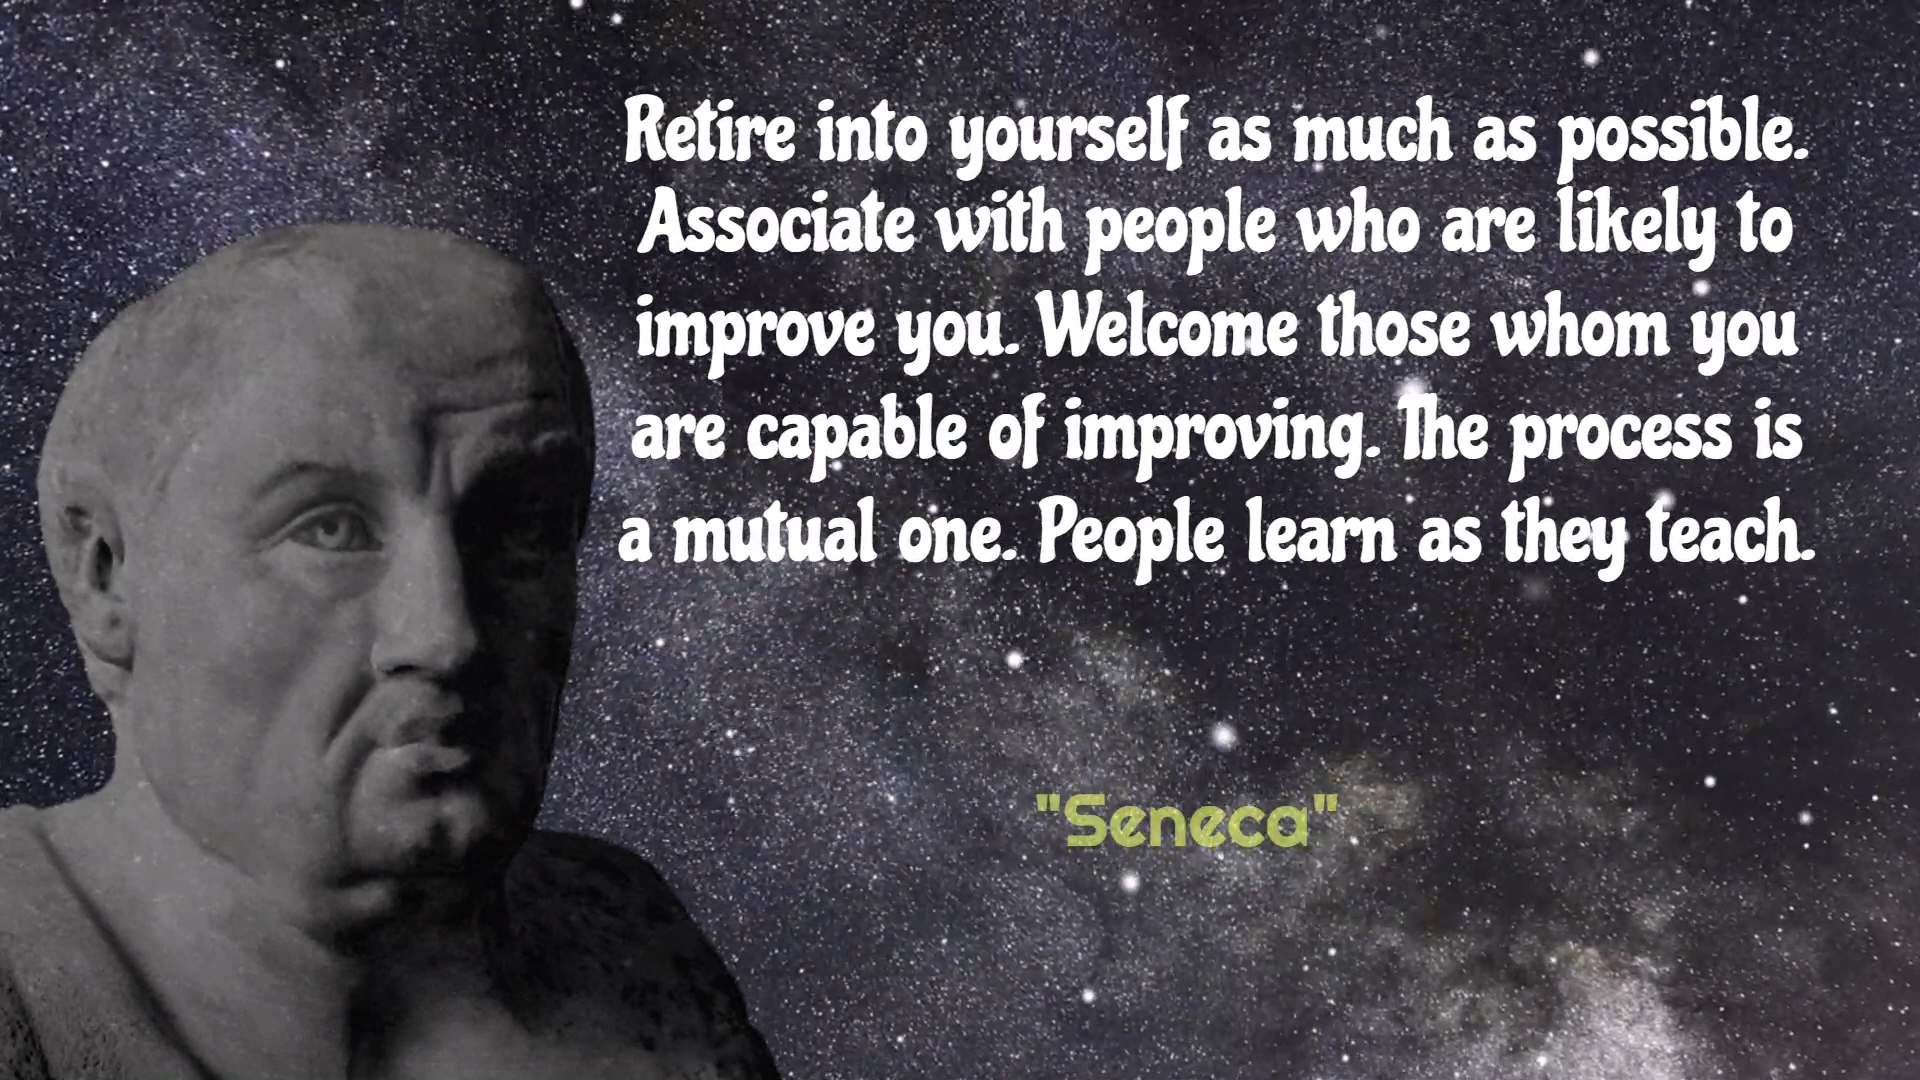 Retire into yourself as much as possible.
Associate with people who are likely to
improve you. Welcome those whom you
are capable of improving. The process is
a mutual one. People learn as they teach.
"Seneca"